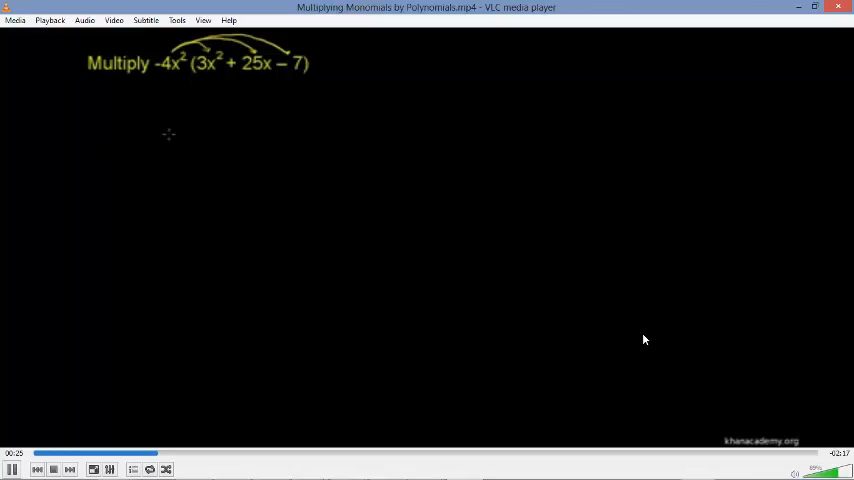 Multiplying Monomials by Polynomials.mp4 - VLC media player
Media Playback Audio Video Subtitle Tools View Help
Multiply -4x² (3x² + 25x – 7)
khanacademy.org
00:25 -02:17
89%